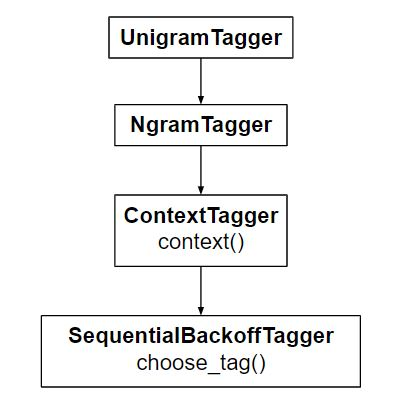 UnigramTagger
NgramTagger
ContextTagger
context()
SequentialBackoffTagger
choose_tag()